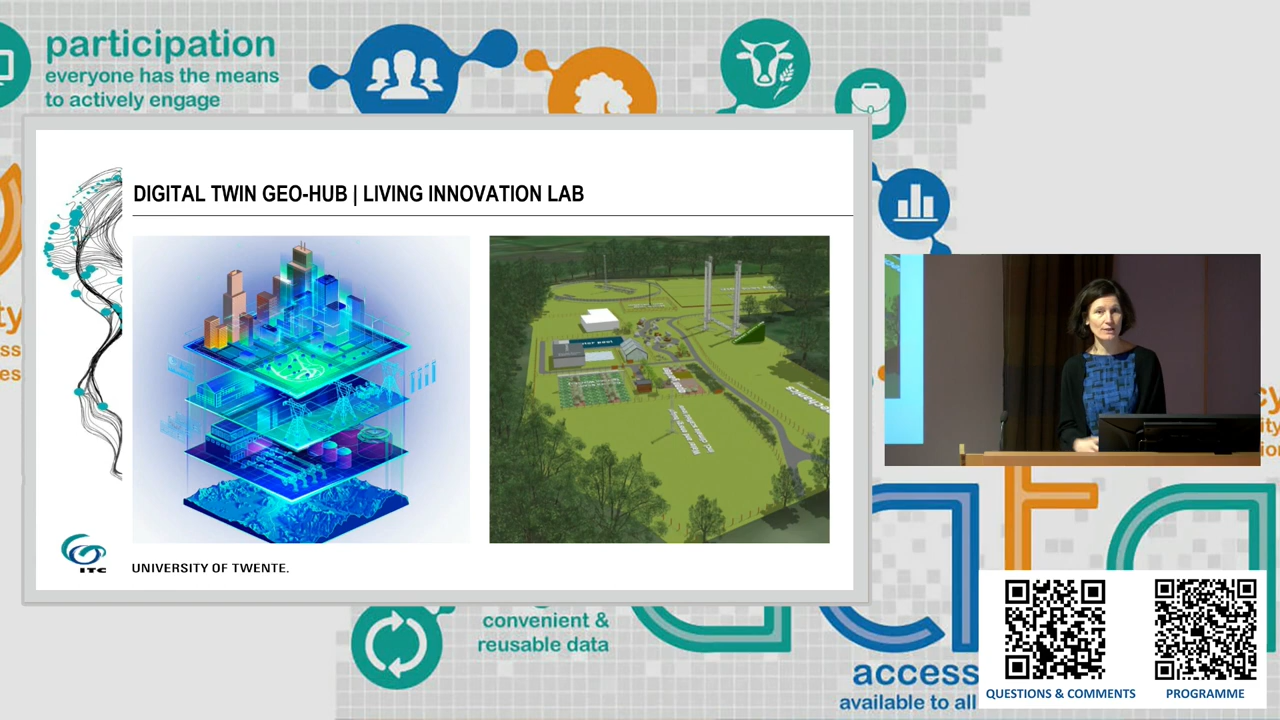 participation
everyone has the means
to actively engage
DIGITAL TWIN GEO-HUB | LIVING INNOVATION LAB
ITC
UNIVERSITY OF TWENTE.
convenient &
reusable data
access
available to all
QUESTIONS & COMMENTS
PROGRAMME